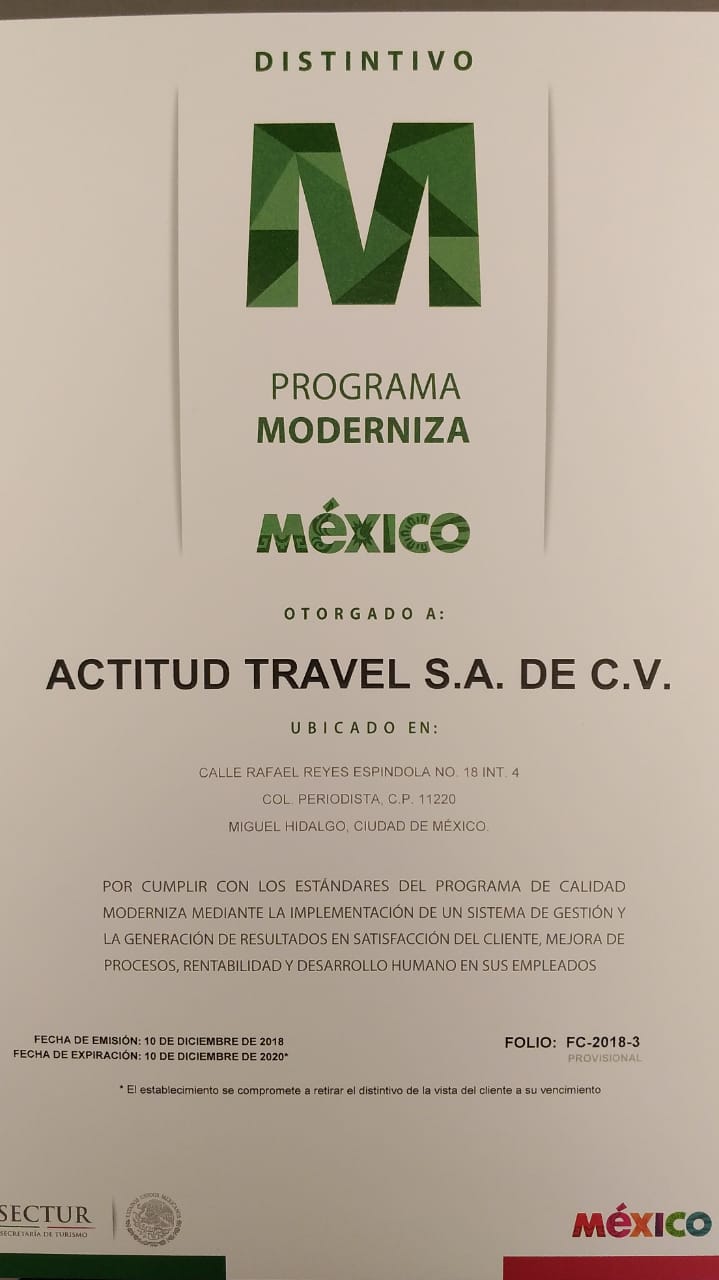 DISTINTIVO
M
PROGRAMA
MODERNIZA
MéXICO
OTORGADO A:
ACTITUD TRAVEL S.A. DE C.V.
UBICADO EN:
CALLE RAFAEL REYES ESPINDOLA NO. 18 INT. 4
COL. PERIODISTA, C.P. 11220
MIGUEL HIDALGO, CIUDAD DE MÉXICO.
POR CUMPLIR CON LOS ESTÁNDARES DEL PROGRAMA DE CALIDAD
MODERNIZA MEDIANTE LA IMPLEMENTACIÓN DE UN SISTEMA DE GESTIÓN Y
LA GENERACIÓN DE RESULTADOS EN SATISFACCIÓN DEL CLIENTE, MEJORA DE
PROCESOS, RENTABILIDAD Y DESARROLLO HUMANO EN SUS EMPLEADOS
FECHA DE EMISIÓN: 10 DE DICIEMBRE DE 2018
FECHA DE EXPIRACIÓN: 10 DE DICIEMBRE DE 2020*
FOLIO: FC-2018-3
PROVISIONAL
* El establecimiento se compromete a retirar el distintivo de la vista del cliente a su vencimiento
SECTUR
SECRETARÍA DE TURISMO
ESTADOS UNIDOS MEXICANOS
MéXICO